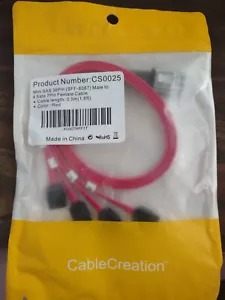 Product Number:CS0025
Mini SAS 36Pin (SFF-8087) Male to
4 Sata 7Pin Female Cable
● Cable length: 0.5m(1.6ft)
● Color: Red
Made in China
CableCreation™